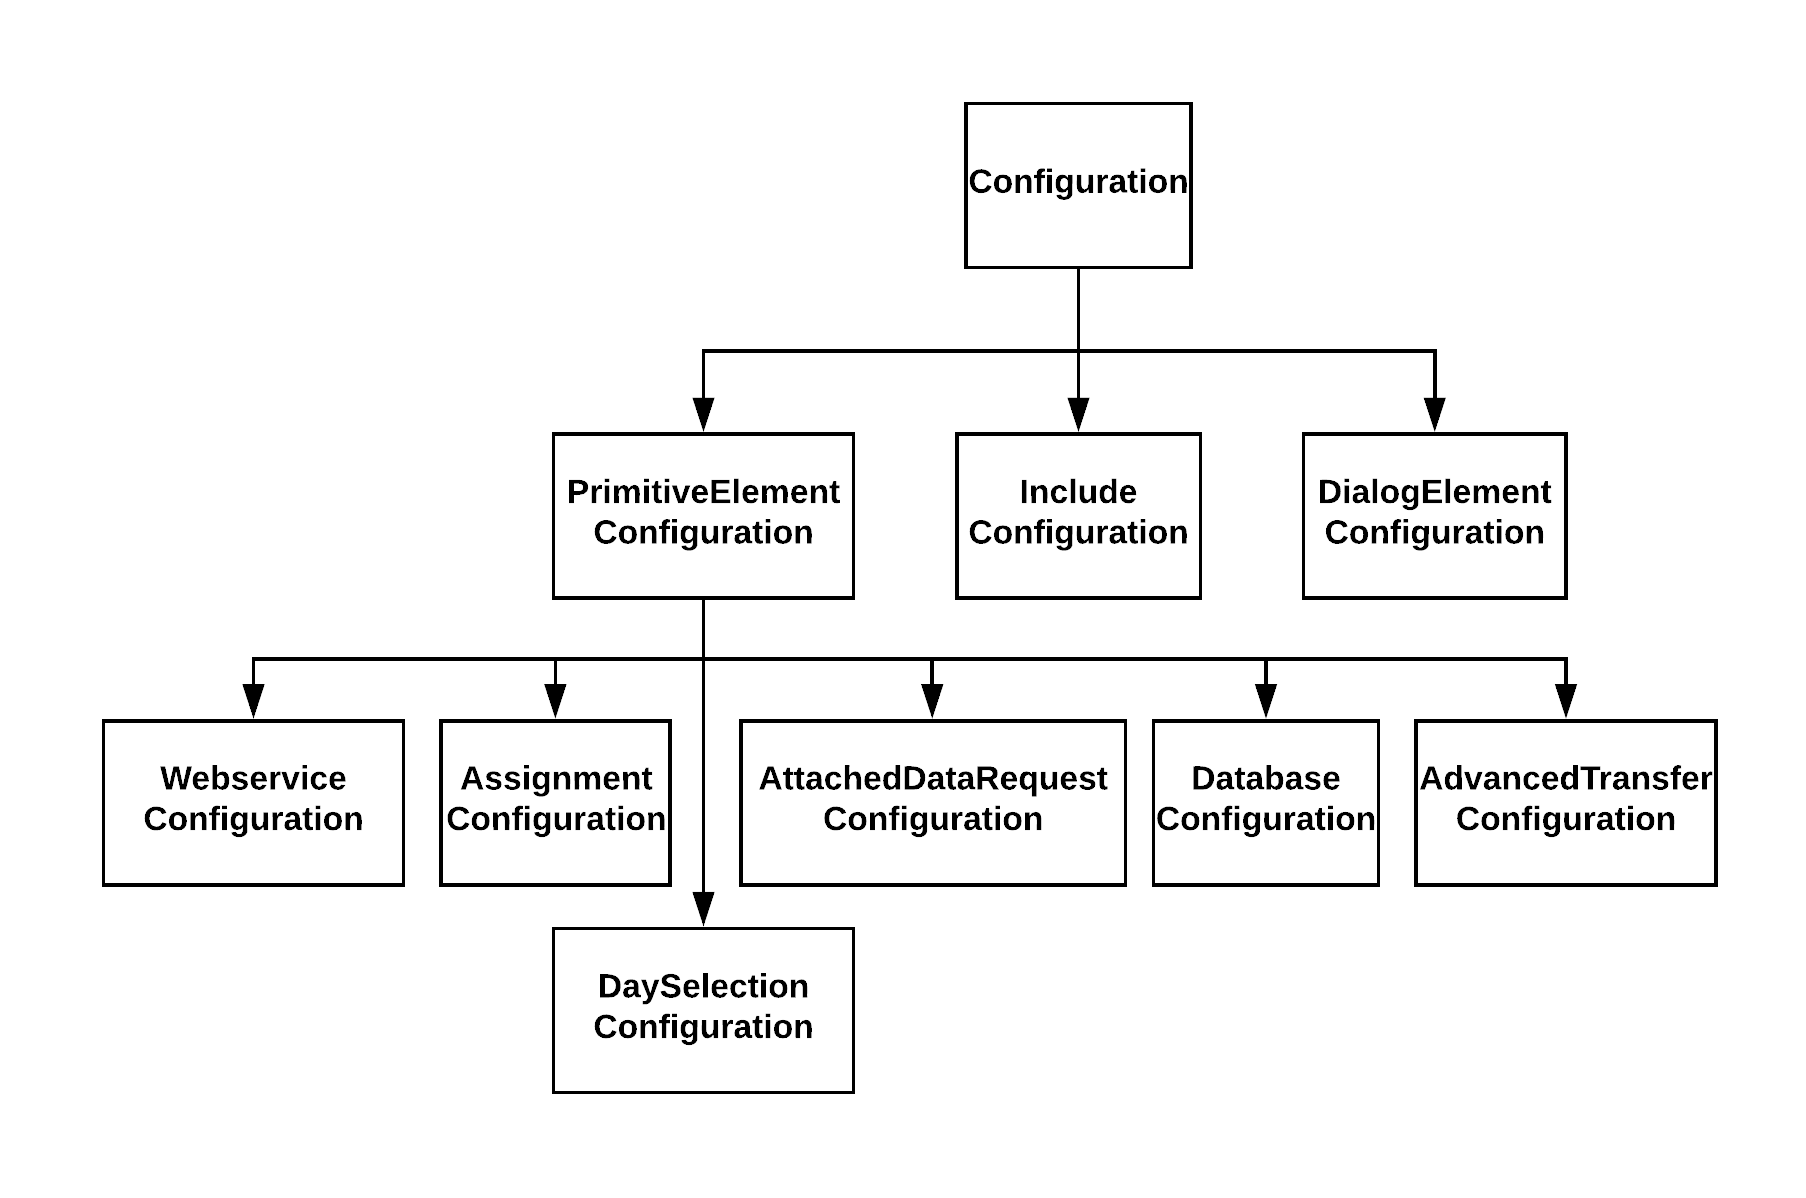 Configuration
PrimitiveElement
Configuration
Include
Configuration
DialogElement
Configuration
Webservice
Configuration
Assignment
Configuration
AttachedDataRequest
Configuration
Database
Configuration
AdvancedTransfer
Configuration
DaySelection
Configuration